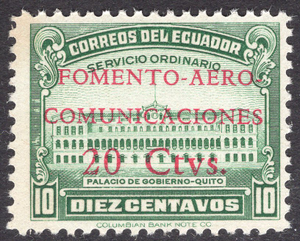 CORREOS DEL ECUADOR
SERVICIO ORDINARIO
FOMENTO-AERO-
COMUNICACIONES
20 Ctvs.
PALACIO DE GOBIERNO-QUITO
10 DIEZ CENTAVOS 10
COLUMBIAN BANK NOTE CO.